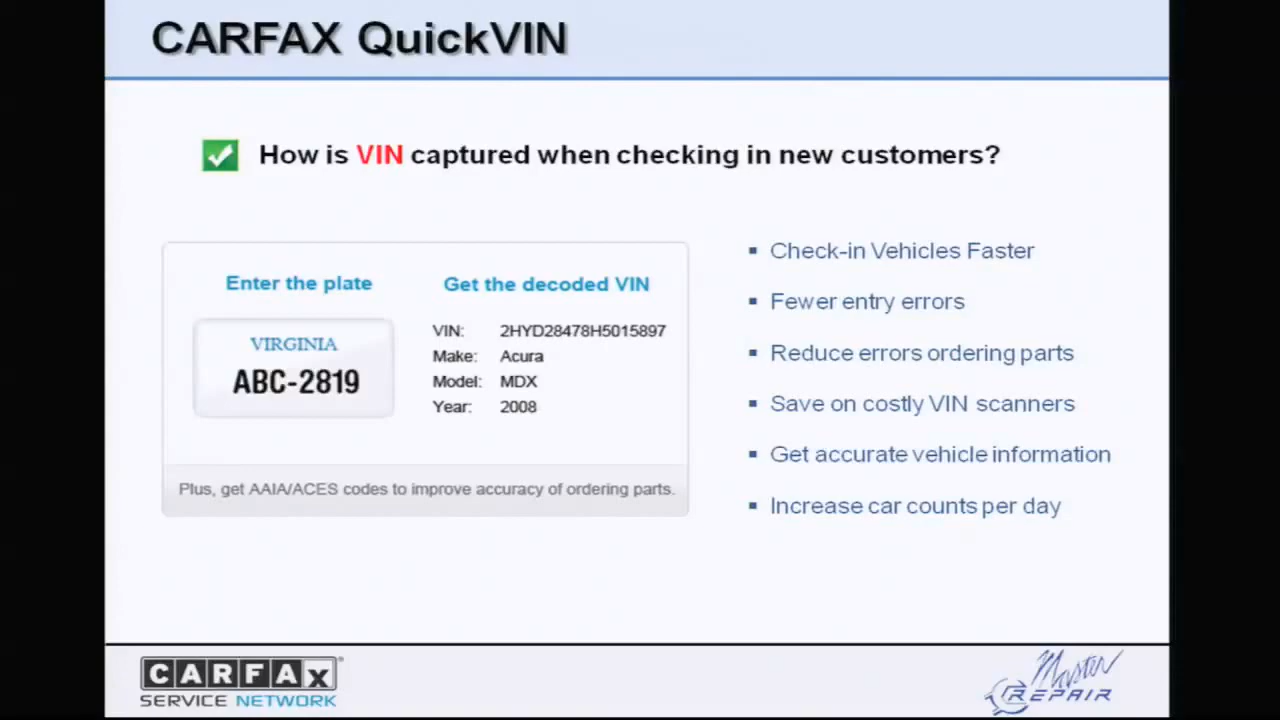 CARFAX QuickVIN
How is VIN captured when checking in new customers?
Enter the plate
VIRGINIA
ABC-2819
Get the decoded VIN
VIN: 2HYD28478H5015897
Make: Acura
Model: MDX
Year: 2008
Plus, get AAIA/ACES codes to improve accuracy of ordering parts.
▪ Check-in Vehicles Faster
▪ Fewer entry errors
▪ Reduce errors ordering parts
▪ Save on costly VIN scanners
▪ Get accurate vehicle information
▪ Increase car counts per day
CARFAX®
SERVICE NETWORK
Master
REPAIR